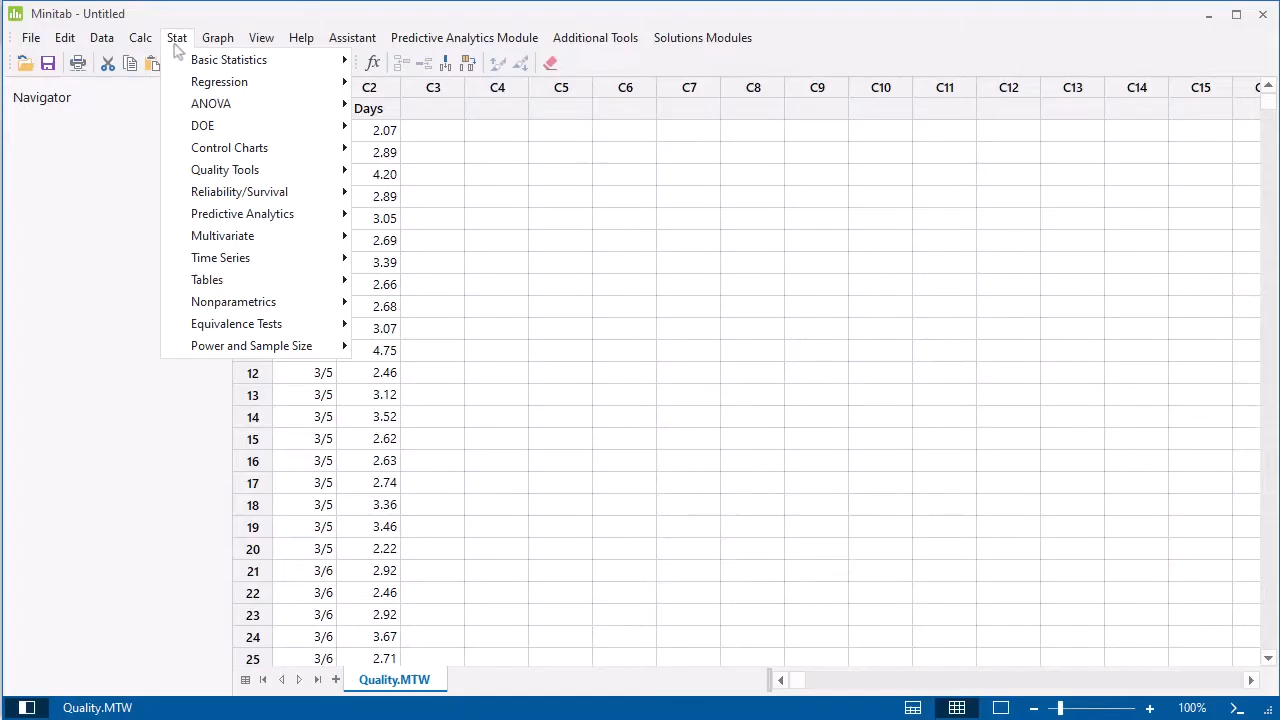 Minitab - Untitled
File Edit Data Calc Stat Graph View Help Assistant Predictive Analytics Module Additional Tools Solutions Modules
fx
Navigator
Basic Statistics
Regression
ANOVA
DOE
Control Charts
Quality Tools
Reliability/Survival
Predictive Analytics
Multivariate
Time Series
Tables
Nonparametrics
Equivalence Tests
Power and Sample Size
C2 C3 C4 C5 C6 C7 C8 C9 C10 C11 C12 C13 C14 C15
Days
2.07
2.89
4.20
2.89
3.05
2.69
3.39
2.66
2.68
3.07
4.75
12 3/5 2.46
13 3/5 3.12
14 3/5 3.52
15 3/5 2.62
16 3/5 2.63
17 3/5 2.74
18 3/5 3.36
19 3/5 3.46
20 3/5 2.22
21 3/6 2.92
22 3/6 2.46
23 3/6 2.92
24 3/6 3.67
25 3/6 2.71
Quality.MTW
Quality.MTW 100%